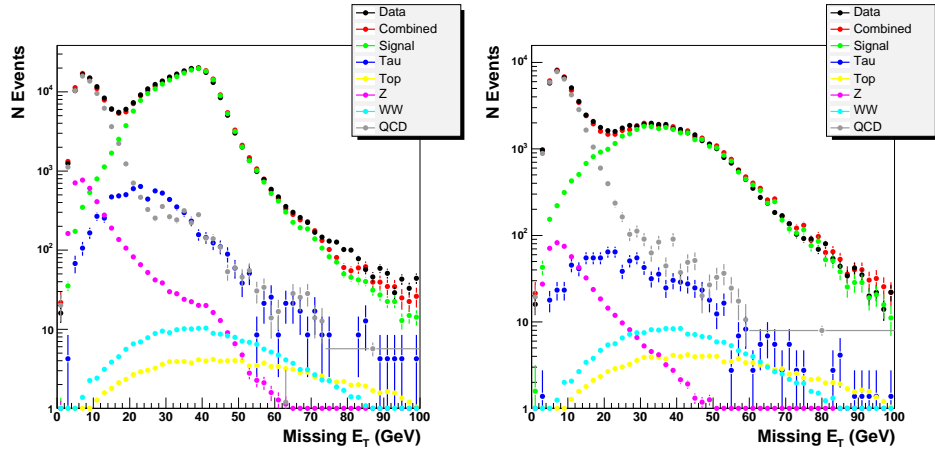 N Events
10⁴
10³
10²
10
1
0 10 20 30 40 50 60 70 80 90 100
Missing E_T (GeV)
Data
Combined
Signal
Tau
Top
Z
WW
QCD
N Events
10⁴
10³
10²
10
1
0 10 20 30 40 50 60 70 80 90 100
Missing E_T (GeV)
Data
Combined
Signal
Tau
Top
Z
WW
QCD